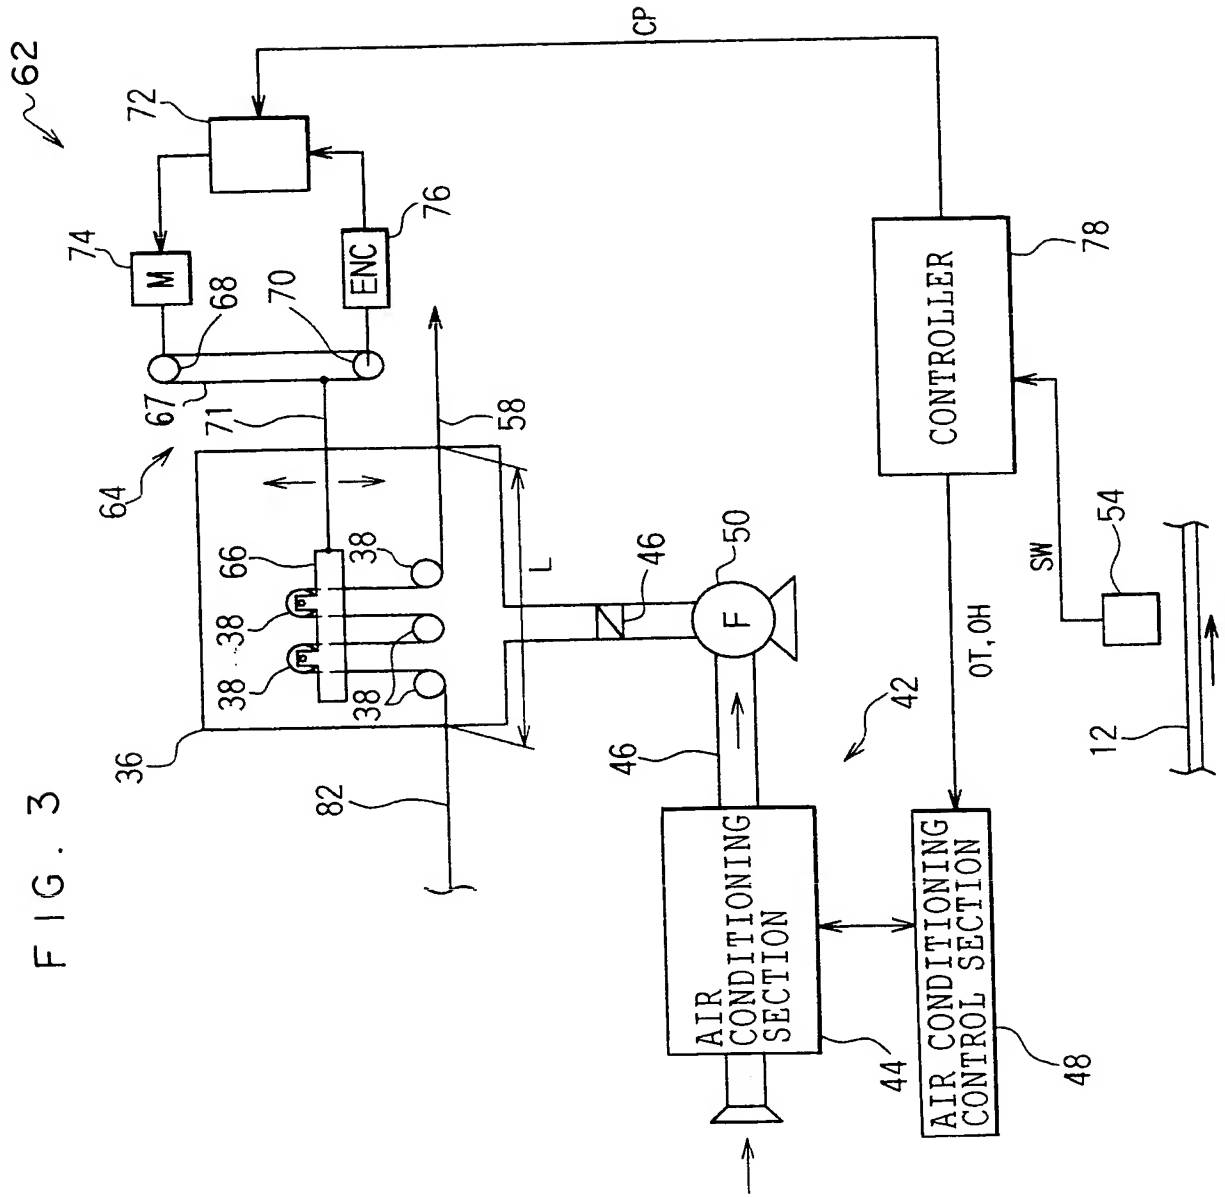 FIG. 3
62
72
74
M
68
70
ENC
76
67
71
64
58
66
38
38
38
38
38
36
82
L
46
50
F
46
42
AIR
CONDITIONING
SECTION
44
AIR CONDITIONING
CONTROL SECTION
48
CP
CONTROLLER
78
SW
54
OT,OH
12